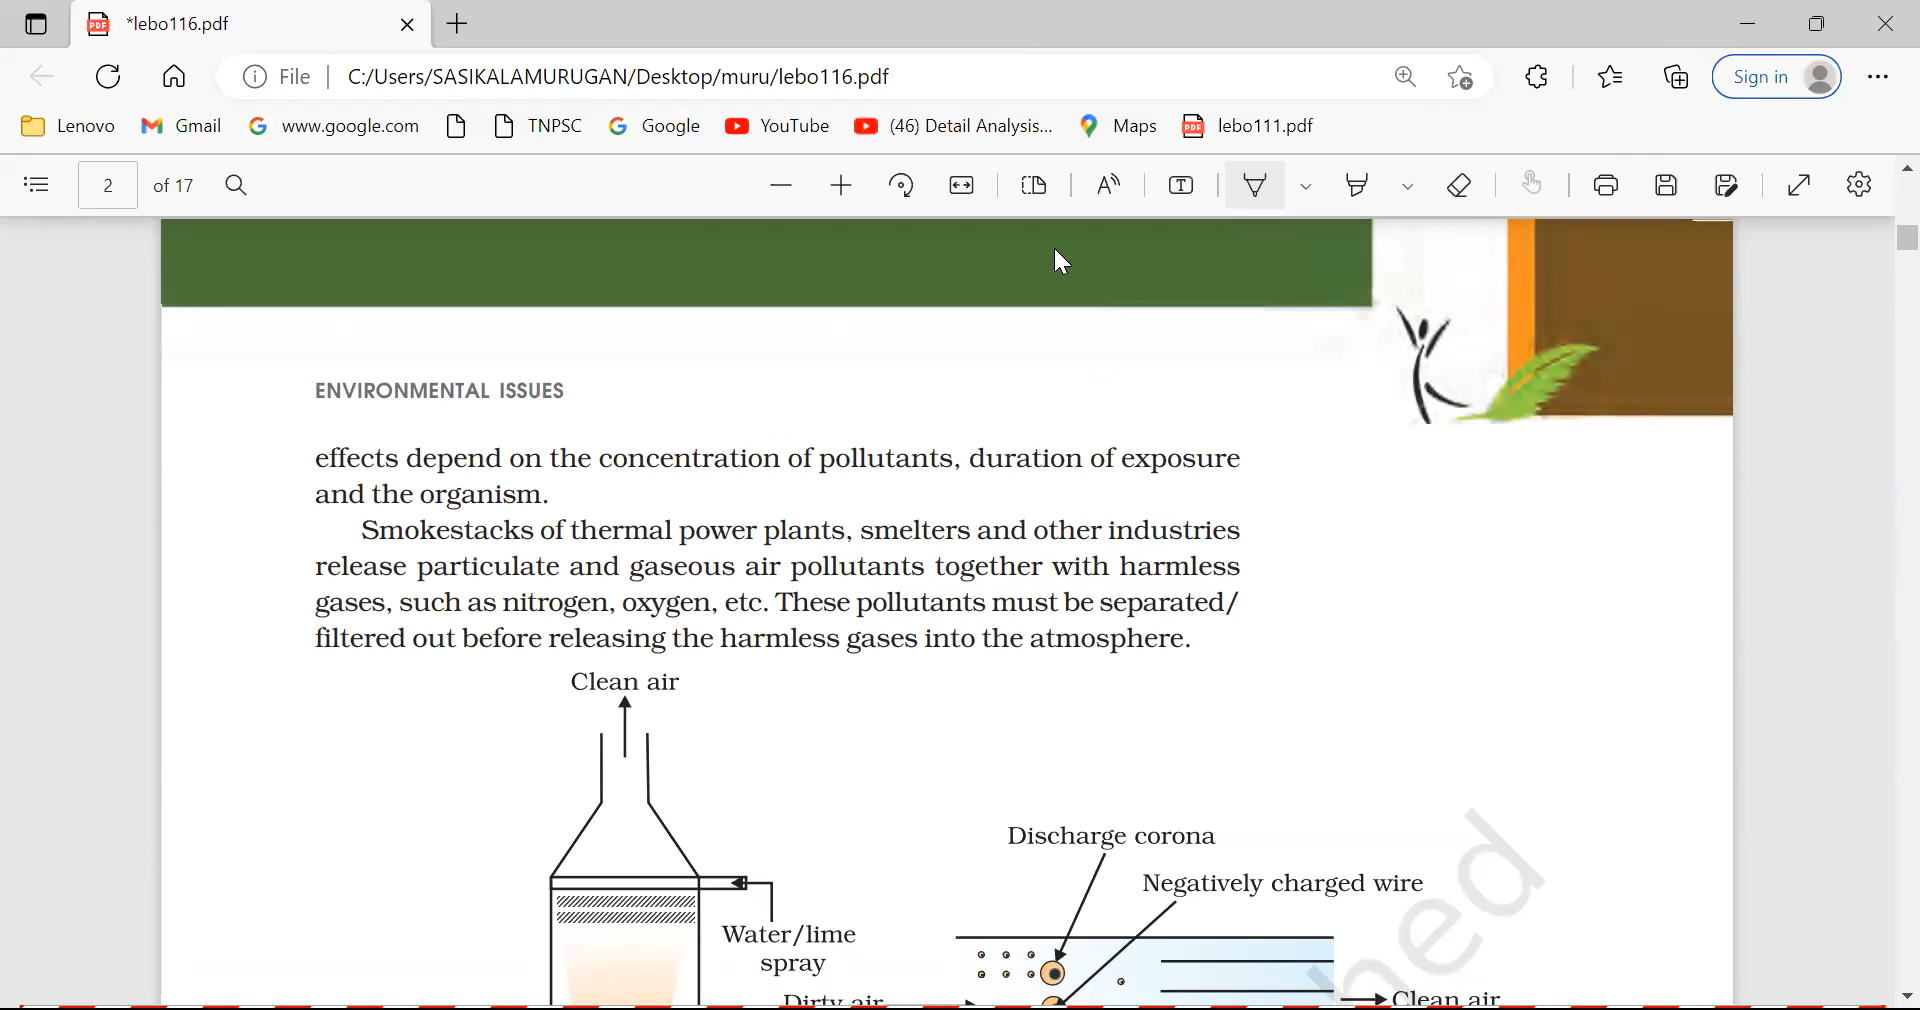 *lebo116.pdf
File C:/Users/SASIKALAMURUGAN/Desktop/muru/lebo116.pdf Sign in
Lenovo Gmail www.google.com TNPSC Google YouTube (46) Detail Analysis... Maps lebo111.pdf
2 of 17
ENVIRONMENTAL ISSUES
effects depend on the concentration of pollutants, duration of exposure
and the organism.
Smokestacks of thermal power plants, smelters and other industries
release particulate and gaseous air pollutants together with harmless
gases, such as nitrogen, oxygen, etc. These pollutants must be separated/
filtered out before releasing the harmless gases into the atmosphere.
Clean air
Discharge corona
Negatively charged wire
Water/lime
spray
Dirty air
Clean air
hed